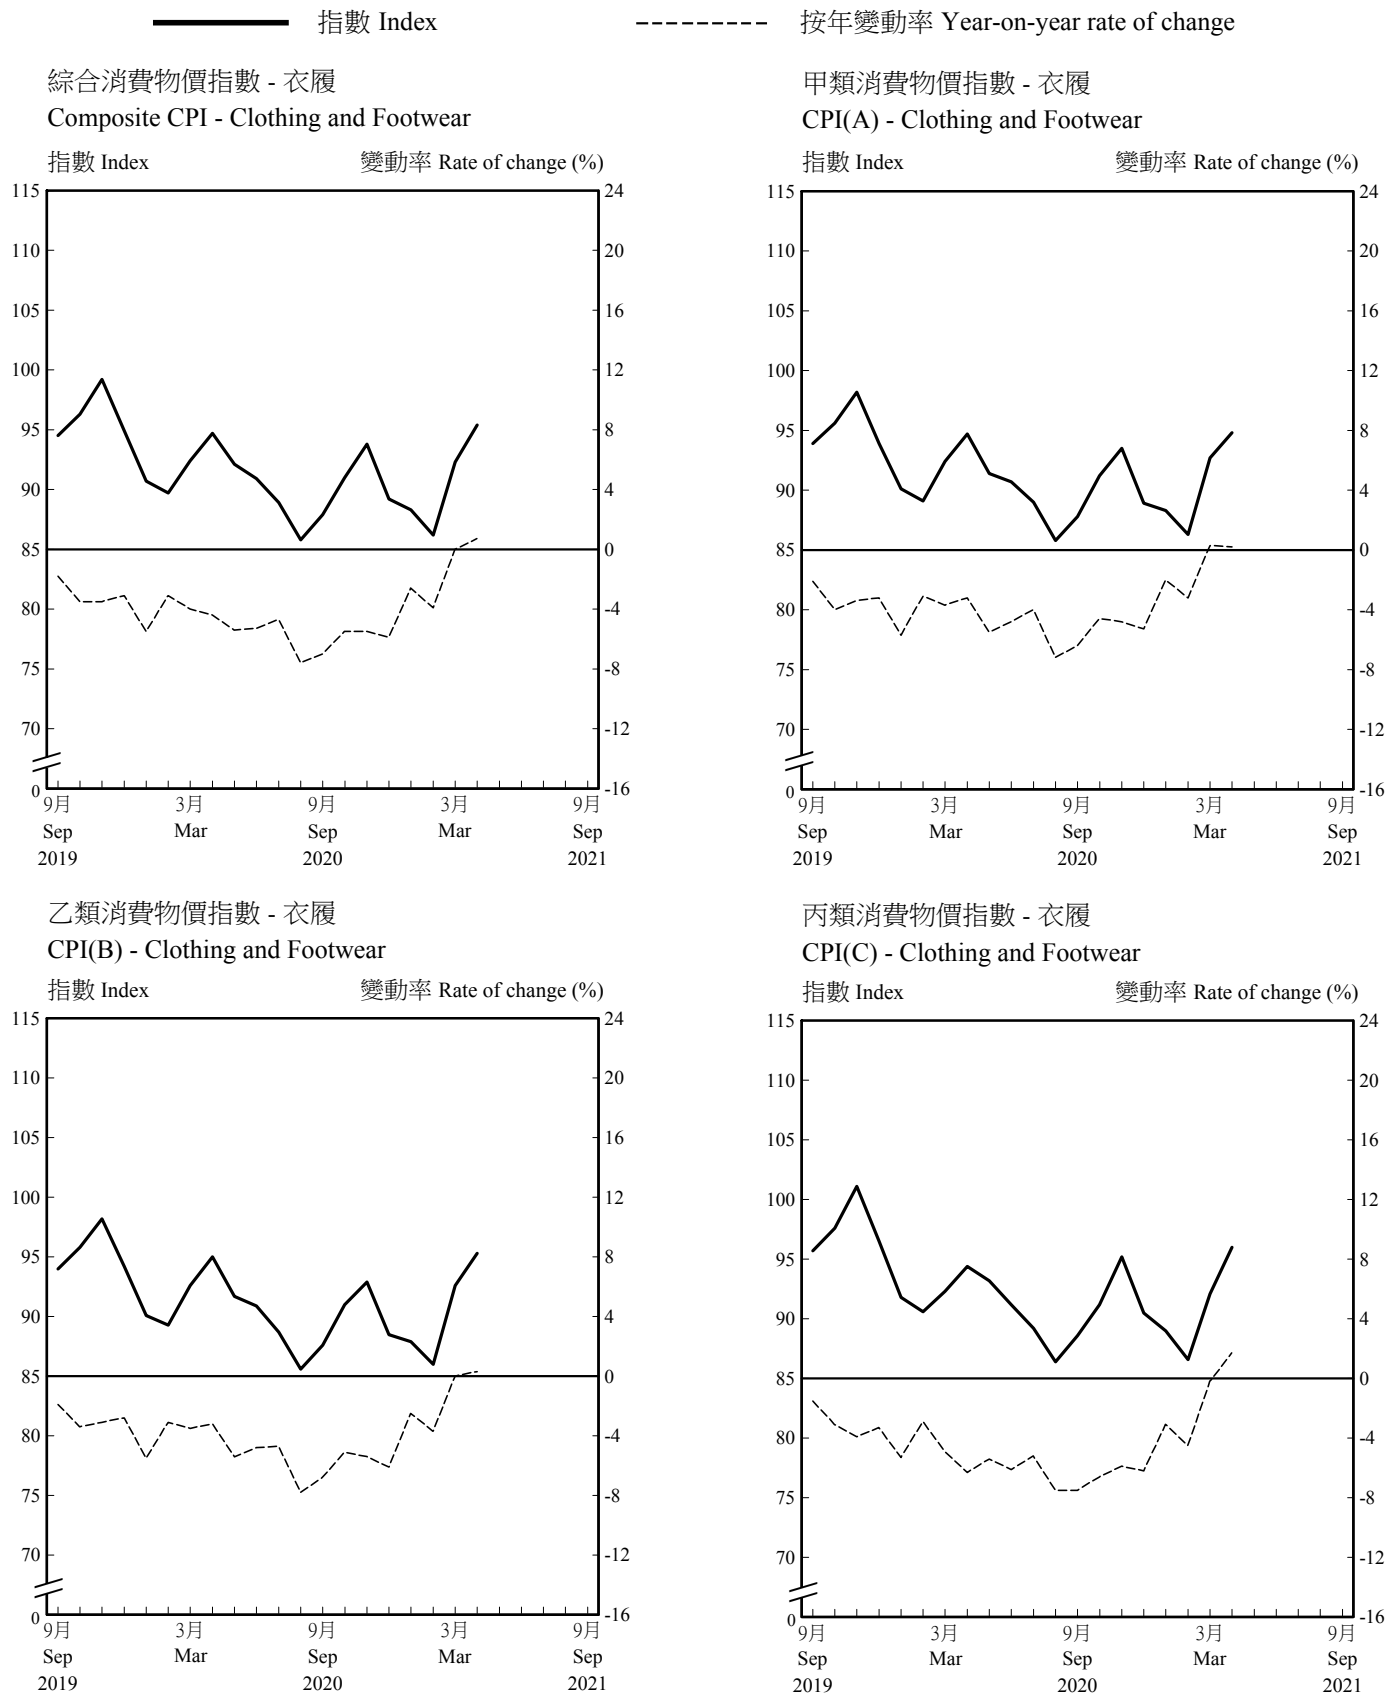 指數 Index
按年變動率 Year-on-year rate of change
綜合消費物價指數 - 衣履
Composite CPI - Clothing and Footwear
指數 Index 變動率 Rate of change (%)
115 24
110 20
105 16
100 12
95 8
90 4
85 0
80 -4
75 -8
70 -12
0 -16
9月 3月 9月 3月 9月
Sep Mar Sep Mar Sep
2019 2020 2021
甲類消費物價指數 - 衣履
CPI(A) - Clothing and Footwear
指數 Index 變動率 Rate of change (%)
115 24
110 20
105 16
100 12
95 8
90 4
85 0
80 -4
75 -8
70 -12
0 -16
9月 3月 9月 3月 9月
Sep Mar Sep Mar Sep
2019 2020 2021
乙類消費物價指數 - 衣履
CPI(B) - Clothing and Footwear
指數 Index 變動率 Rate of change (%)
115 24
110 20
105 16
100 12
95 8
90 4
85 0
80 -4
75 -8
70 -12
0 -16
9月 3月 9月 3月 9月
Sep Mar Sep Mar Sep
2019 2020 2021
丙類消費物價指數 - 衣履
CPI(C) - Clothing and Footwear
指數 Index 變動率 Rate of change (%)
115 24
110 20
105 16
100 12
95 8
90 4
85 0
80 -4
75 -8
70 -12
0 -16
9月 3月 9月 3月 9月
Sep Mar Sep Mar Sep
2019 2020 2021